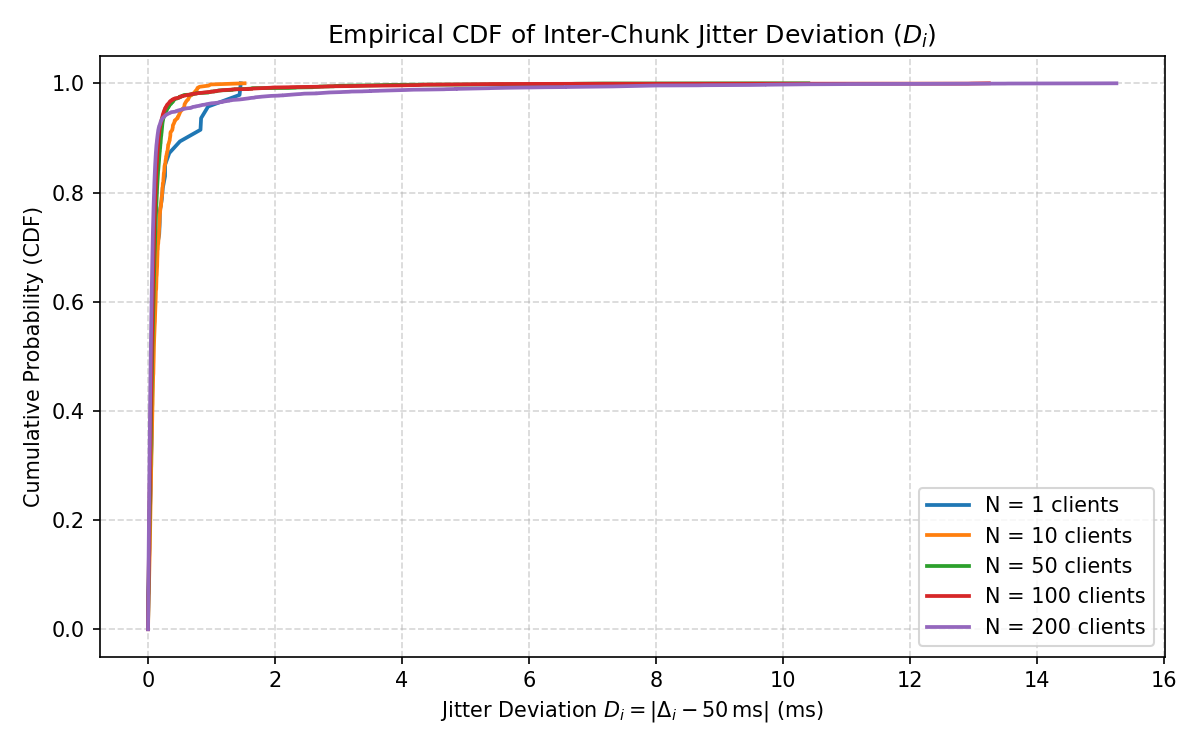 Empirical CDF of Inter-Chunk Jitter Deviation (Dᵢ)
Cumulative Probability (CDF)
1.0
0.8
0.6
0.4
0.2
0.0
N = 1 clients
N = 10 clients
N = 50 clients
N = 100 clients
N = 200 clients
0 2 4 6 8 10 12 14 16
Jitter Deviation Dᵢ = |Δᵢ − 50 ms| (ms)